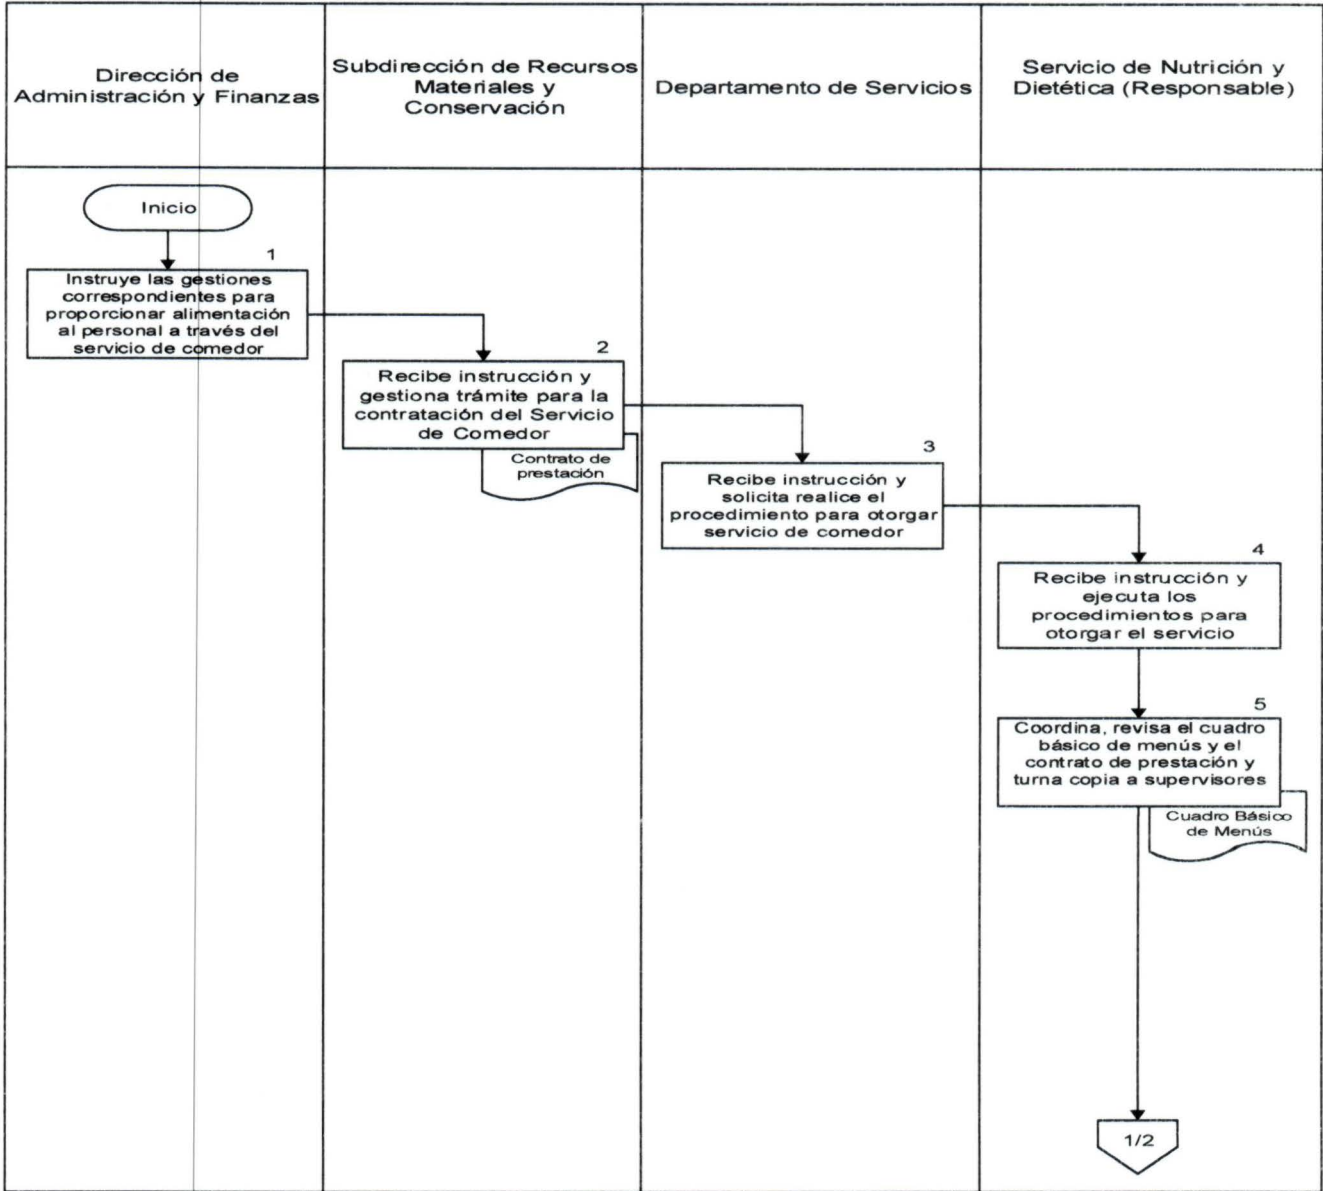 Dirección de
Administración y Finanzas
Subdirección de Recursos
Materiales y
Conservación
Departamento de Servicios
Servicio de Nutrición y
Dietética (Responsable)
Inicio
1
Instruye las gestiones
correspondientes para
proporcionar alimentación
al personal a través del
servicio de comedor
2
Recibe instrucción y
gestiona trámite para la
contratación del Servicio
de Comedor
Contrato de
prestación
3
Recibe instrucción y
solicita realice el
procedimiento para otorgar
servicio de comedor
4
Recibe instrucción y
ejecuta los
procedimientos para
otorgar el servicio
5
Coordina, revisa el cuadro
básico de menús y el
contrato de prestación y
turna copia a supervisores
Cuadro Básico
de Menús
1/2